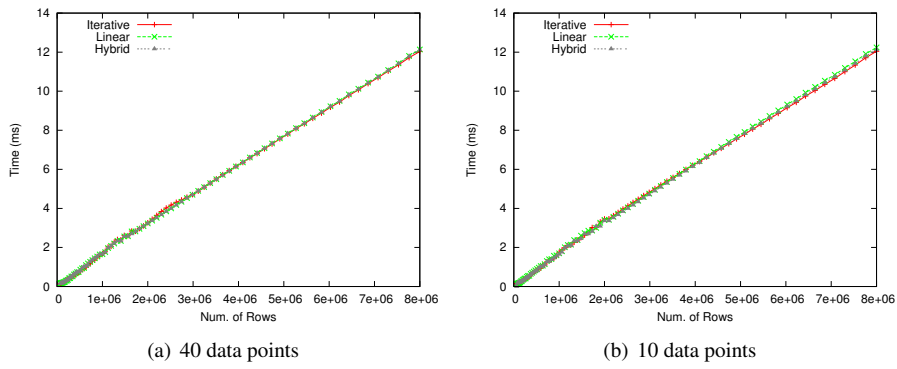 14
12
10
8
6
4
2
0
Time (ms)
Iterative
Linear
Hybrid
0 1e+06 2e+06 3e+06 4e+06 5e+06 6e+06 7e+06 8e+06
Num. of Rows
(a) 40 data points
14
12
10
8
6
4
2
0
Time (ms)
Iterative
Linear
Hybrid
0 1e+06 2e+06 3e+06 4e+06 5e+06 6e+06 7e+06 8e+06
Num. of Rows
(b) 10 data points